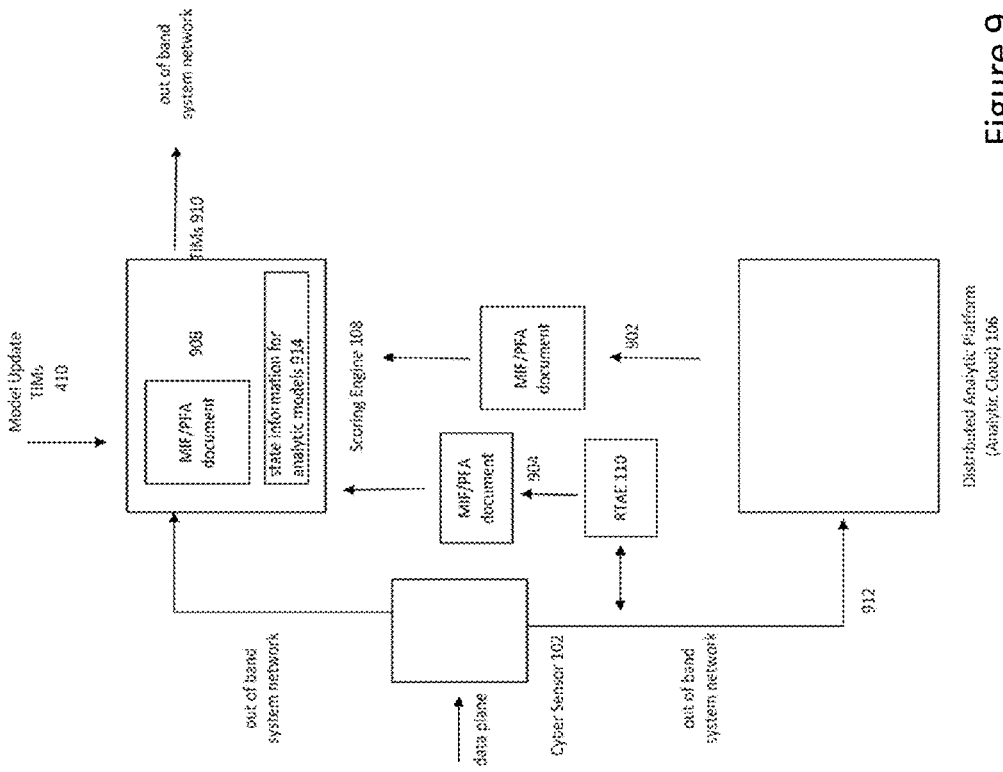 Model Update
TIMs
410
out of band
system network
TIMs 910
908
MIF/PFA
document
state information for
analytic models 914
Scoring Engine 108
out of band
system network
MIF/PFA
document
904
RTAE 110
MIF/PFA
document
902
data plane
Cyber Sensor 102
out of band
system network
912
Distributed Analytic Platform
(Analytic Cloud) 106
Figure 9